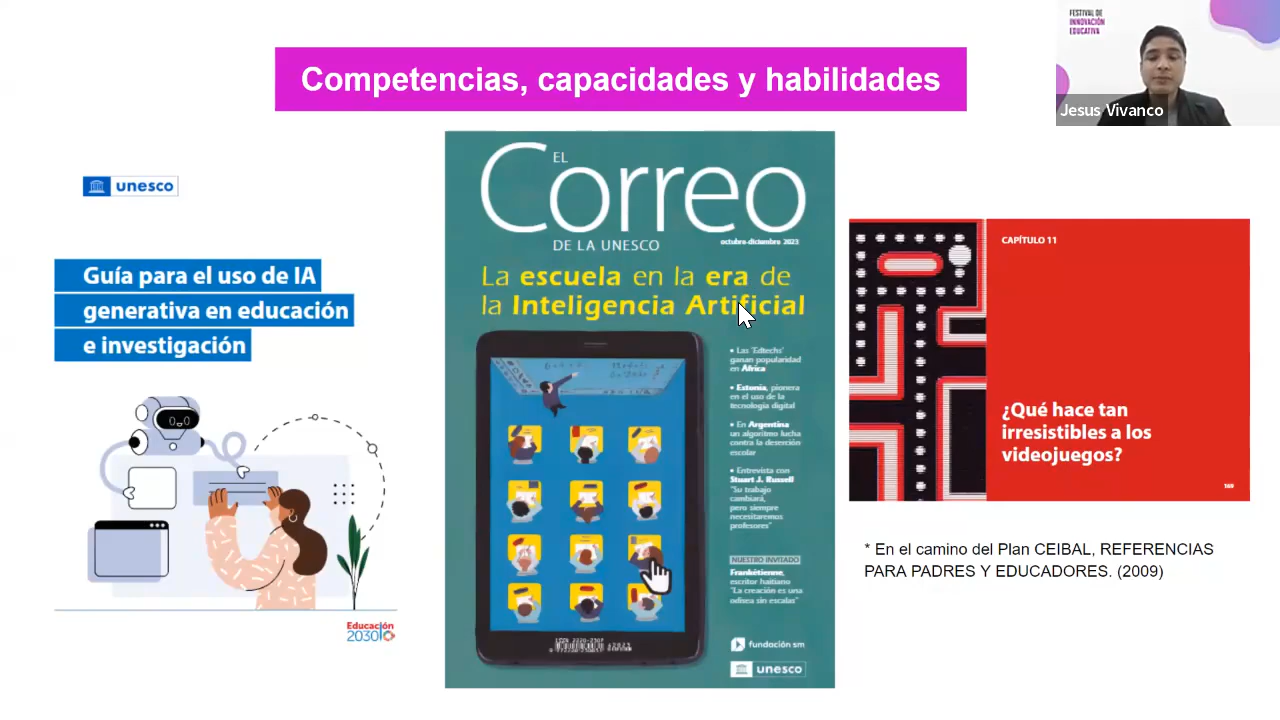 Competencias, capacidades y habilidades
FESTIVAL DE
INNOVACIÓN
EDUCATIVA
Jesus Vivanco
unesco
Guía para el uso de IA
generativa en educación
e investigación
Educación
2030
EL
Correo
DE LA UNESCO
octubre-diciembre 2023
La escuela en la era de
la Inteligencia Artificial
• Las 'Edtechs'
ganan popularidad
en África
• Estonia, pionera
en el uso de la
tecnología digital
• En Argentina
un algoritmo lucha
contra la deserción
escolar
• Entrevista con
Stuart J. Russell
"Su trabajo
cambiará,
pero siempre
necesitaremos
profesores"
NUESTRO INVITADO
Frankétienne,
escritor haitiano
"La creación es una
odisea sin escalas"
fundación sm
unesco
CAPÍTULO 11
¿Qué hace tan
irresistibles a los
videojuegos?
* En el camino del Plan CEIBAL, REFERENCIAS
PARA PADRES Y EDUCADORES. (2009)